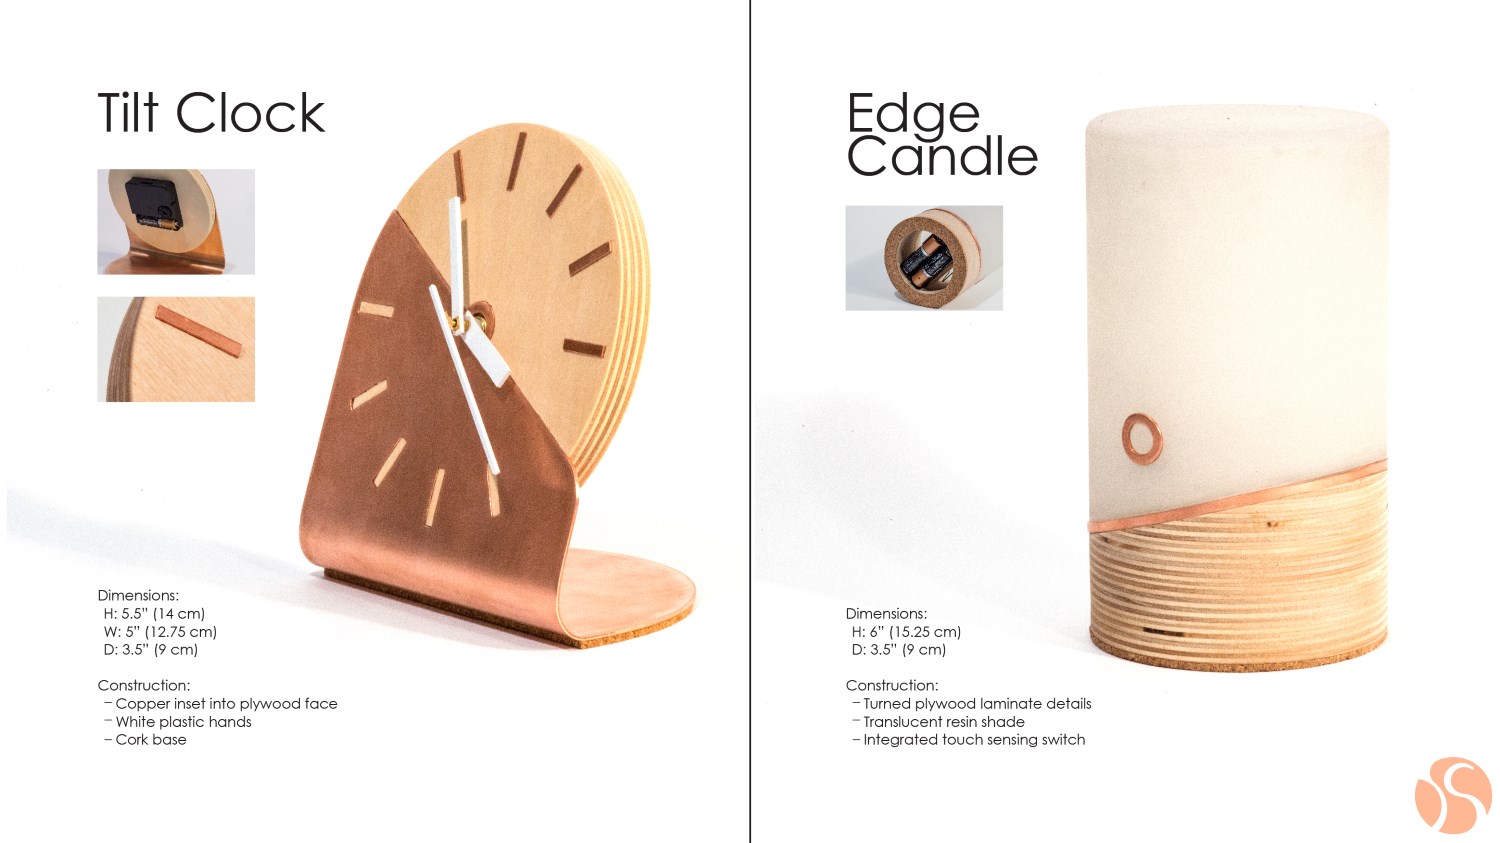 Tilt Clock
Dimensions:
H: 5.5” (14 cm)
W: 5” (12.75 cm)
D: 3.5” (9 cm)
Construction:
– Copper inset into plywood face
– White plastic hands
– Cork base
Edge
Candle
Dimensions:
H: 6” (15.25 cm)
D: 3.5” (9 cm)
Construction:
– Turned plywood laminate details
– Translucent resin shade
– Integrated touch sensing switch